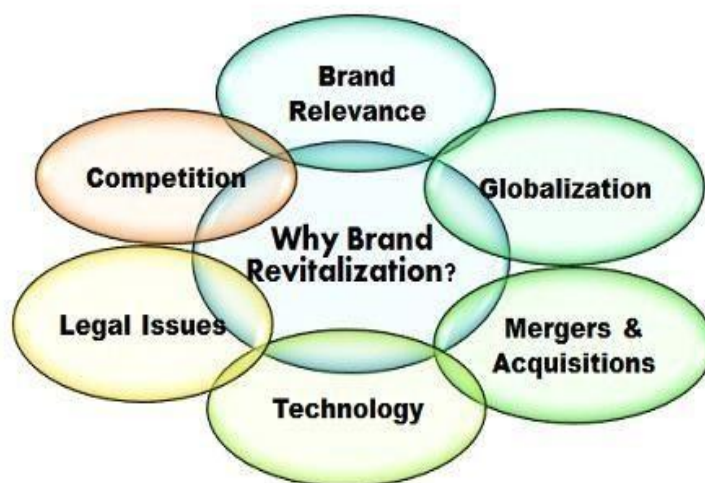 Brand
Relevance
Competition
Globalization
Why Brand
Revitalization?
Legal Issues
Mergers &
Acquisitions
Technology